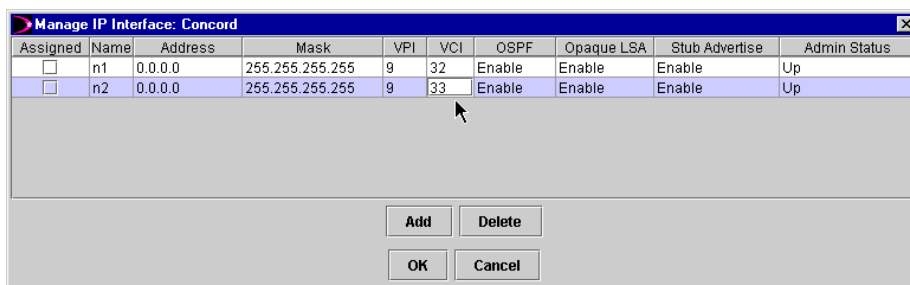 Manage IP Interface: Concord
Assigned Name Address Mask VPI VCI OSPF Opaque LSA Stub Advertise Admin Status
n1 0.0.0.0 255.255.255.255 9 32 Enable Enable Enable Up
n2 0.0.0.0 255.255.255.255 9 33 Enable Enable Enable Up
Add Delete
OK Cancel